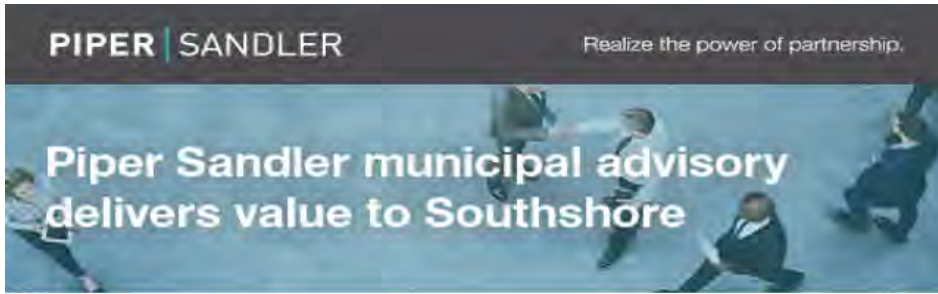 PIPER | SANDLER
Realize the power of partnership.
Piper Sandler municipal advisory
delivers value to Southshore